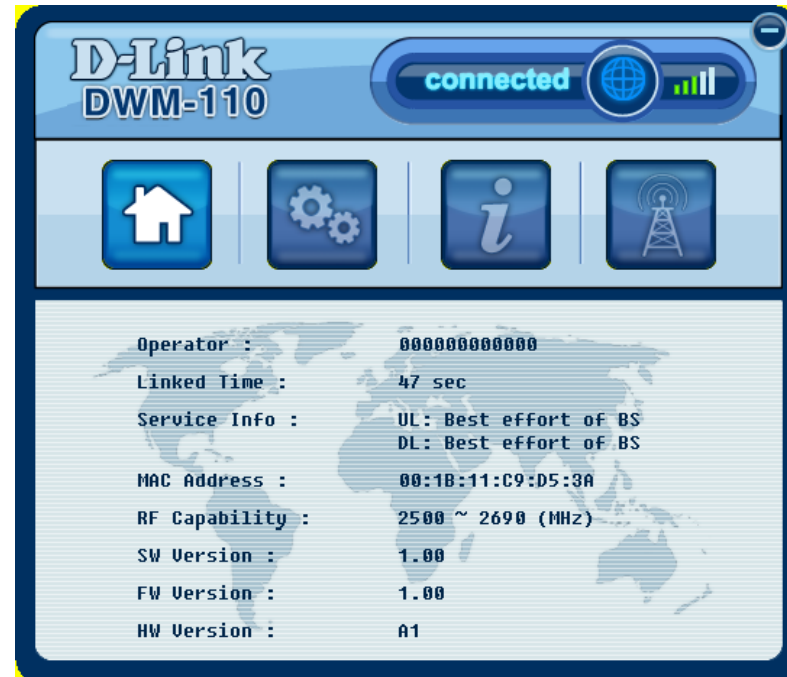 D-Link
DWM-110
connected
Operator : 000000000000
Linked Time : 47 sec
Service Info : UL: Best effort of BS
DL: Best effort of BS
MAC Address : 00:1B:11:C9:D5:3A
RF Capability : 2500 ~ 2690 (MHz)
SW Version : 1.00
FW Version : 1.00
HW Version : A1